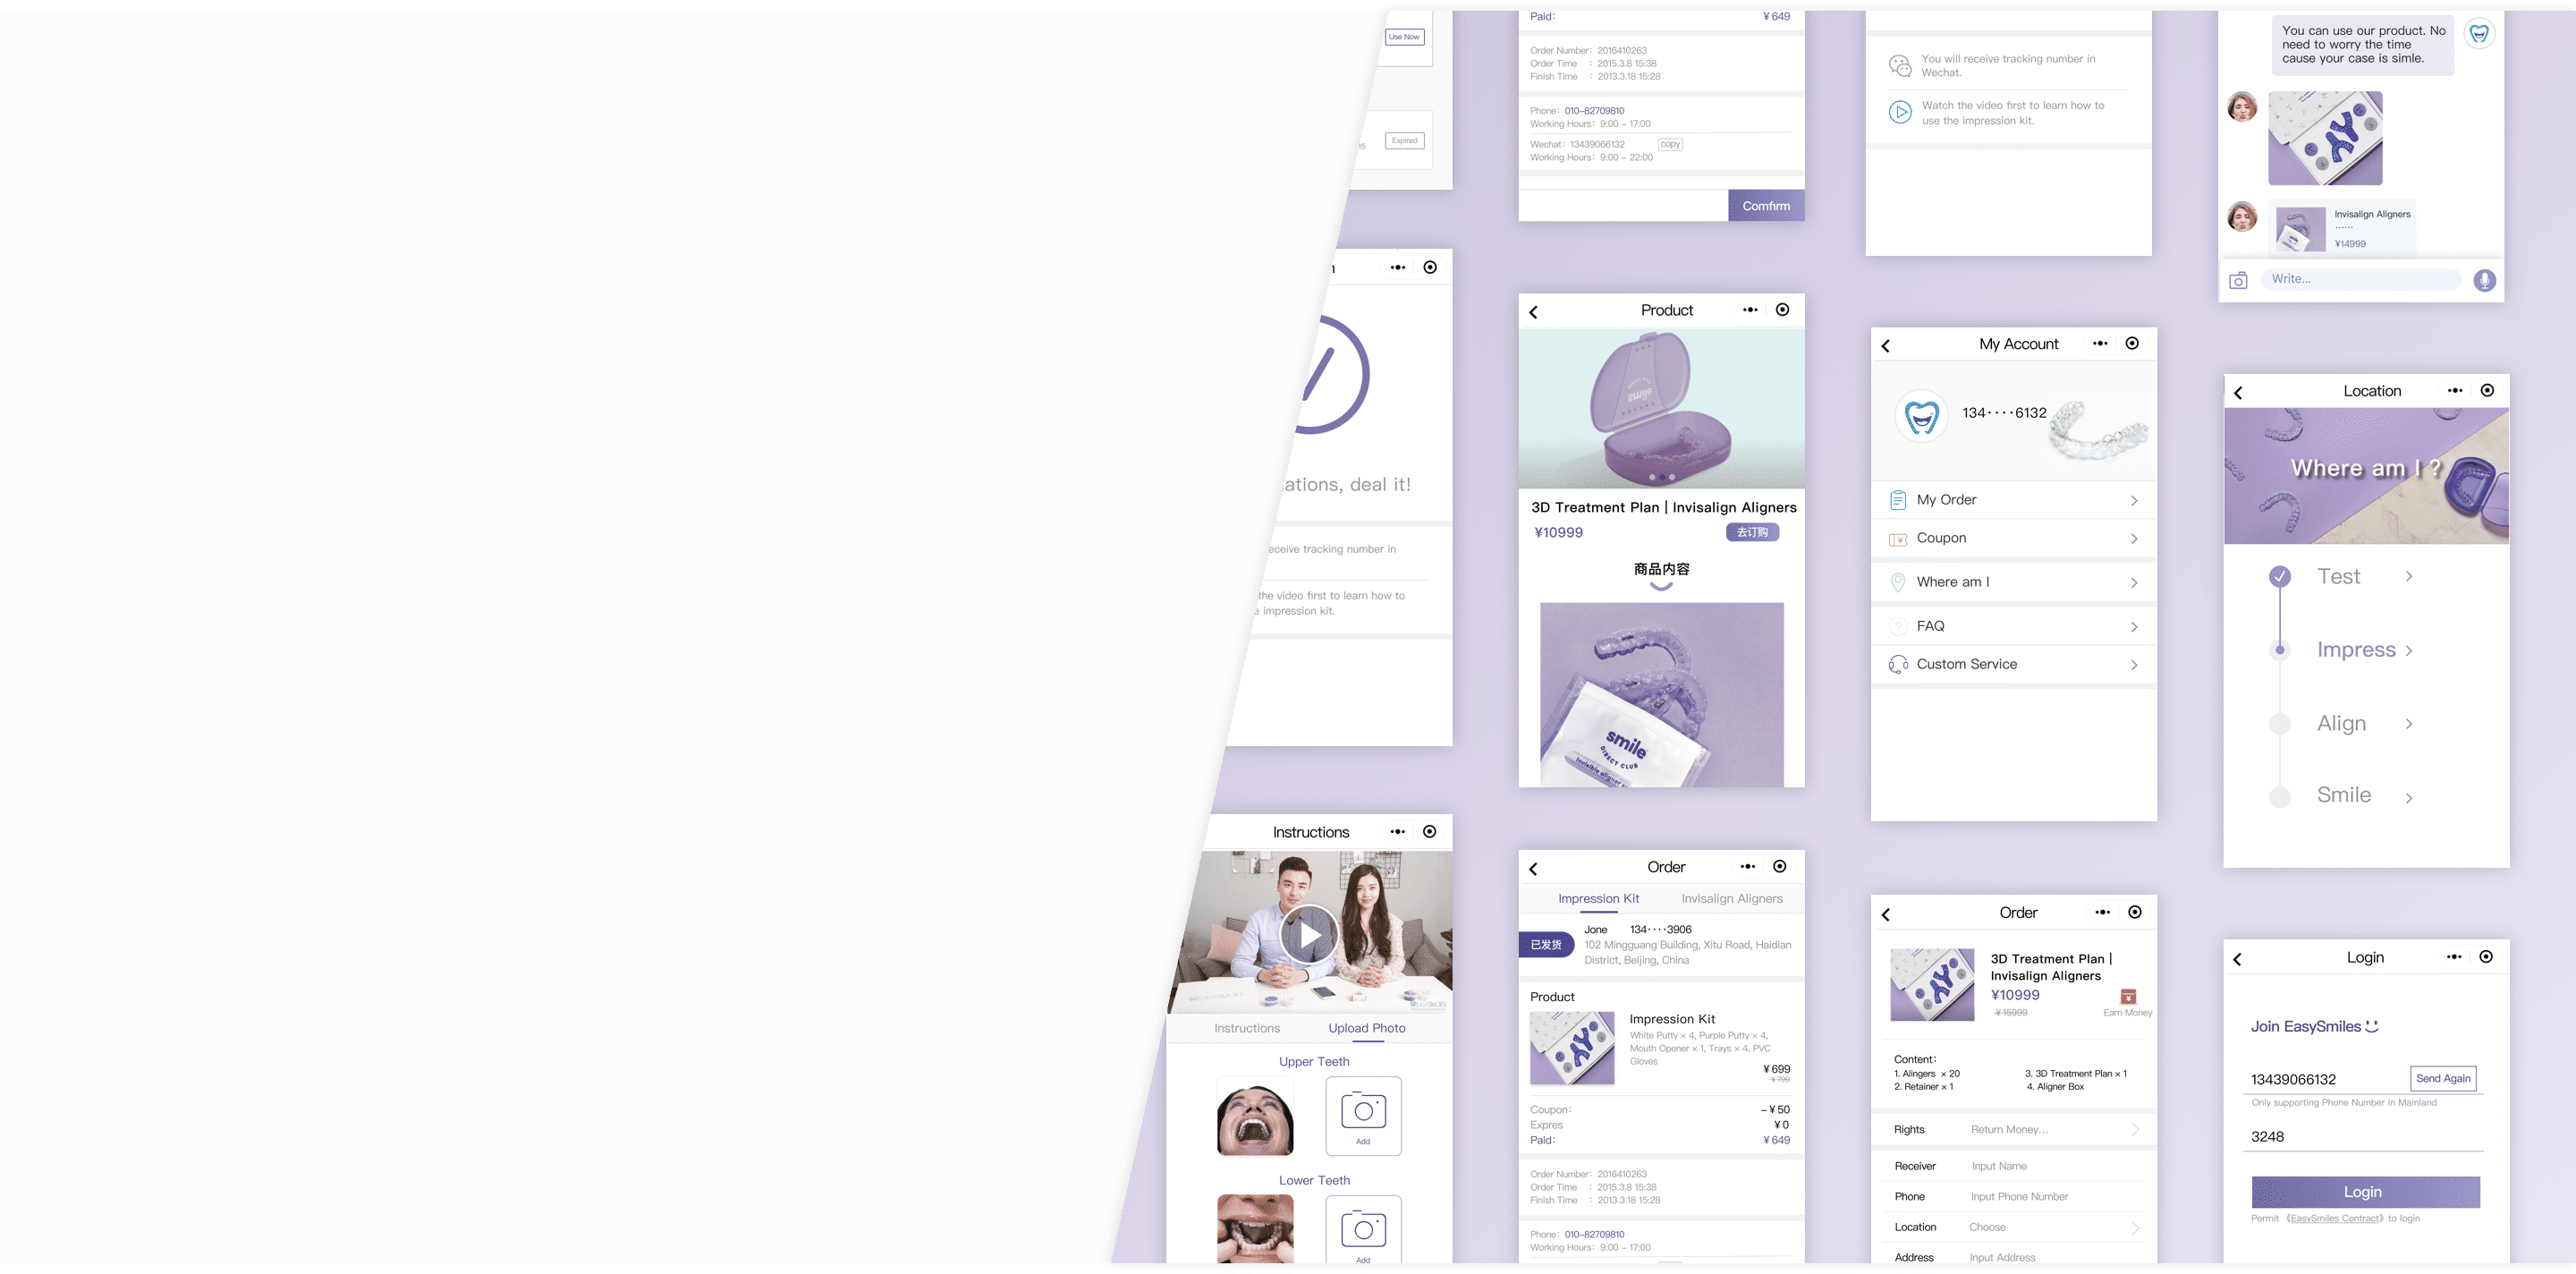 Use Now
Expired
15
ations, deal it!
eceive tracking number in
the video first to learn how to
impression kit.
Instructions
Instructions
Upload Photo
Upper Teeth
Add
Lower Teeth
Add
Paid:
¥ 649
Order Number: 2016410263
Order Time : 2015.3.8 15:38
Finish Time : 2013.3.18 15:28
Phone: 010-82709810
Working Hours: 9:00 - 17:00
Wechat: 13439066132
copy
Working Hours: 9:00 - 22:00
Comfirm
Product
smile
3D Treatment Plan | Invisalign Aligners
¥10999
去订购
商品内容
smile
DIRECT CLUB
Invisible aligner
Order
Impression Kit
Invisalign Aligners
已发货
Jone 134····3906
102 Mingguang Building, Xitu Road, Haidian
District, Beijing, China
Product
Impression Kit
White Putty × 4, Purple Putty × 4,
Mouth Opener × 1, Trays × 4, PVC
Gloves
¥ 699
¥ 799
Coupon:
- ¥ 50
Expres
¥ 0
Paid:
¥ 649
Order Number: 2016410263
Order Time : 2015.3.8 15:38
Finish Time : 2013.3.18 15:28
Phone: 010-82709810
Working Hours: 9:00 - 17:00
You will receive tracking number in
Wechat.
Watch the video first to learn how to
use the impression kit.
My Account
134····6132
My Order
Coupon
Where am I
FAQ
Custom Service
Order
3D Treatment Plan |
Invisalign Aligners
¥10999
¥ 15999
Earn Money
Content:
1. Alingers × 20
3. 3D Treatment Plan × 1
2. Retainer × 1
4. Aligner Box
Rights Return Money...
Receiver Input Name
Phone Input Phone Number
Location Choose
Address Input Address
You can use our product. No
need to worry the time
cause your case is simle.
Invisalign Aligners
······
¥14999
Write...
Location
Where am I ?
Test
Impress
Align
Smile
Login
Join EasySmiles
13439066132
Send Again
Only supporting Phone Number in Mainland
3248
Login
Permit 《EasySmiles Contract》 to login